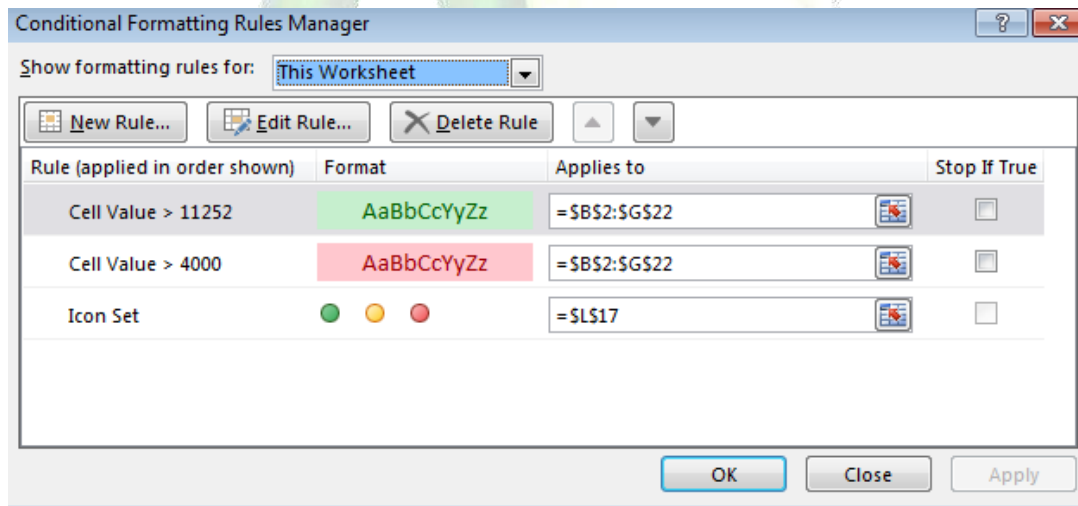 Conditional Formatting Rules Manager ?
Show formatting rules for: This Worksheet
New Rule... Edit Rule... Delete Rule
Rule (applied in order shown) Format Applies to Stop If True
Cell Value > 11252 AaBbCcYyZz =$B$2:$G$22
Cell Value > 4000 AaBbCcYyZz =$B$2:$G$22
Icon Set =$L$17
OK Close Apply